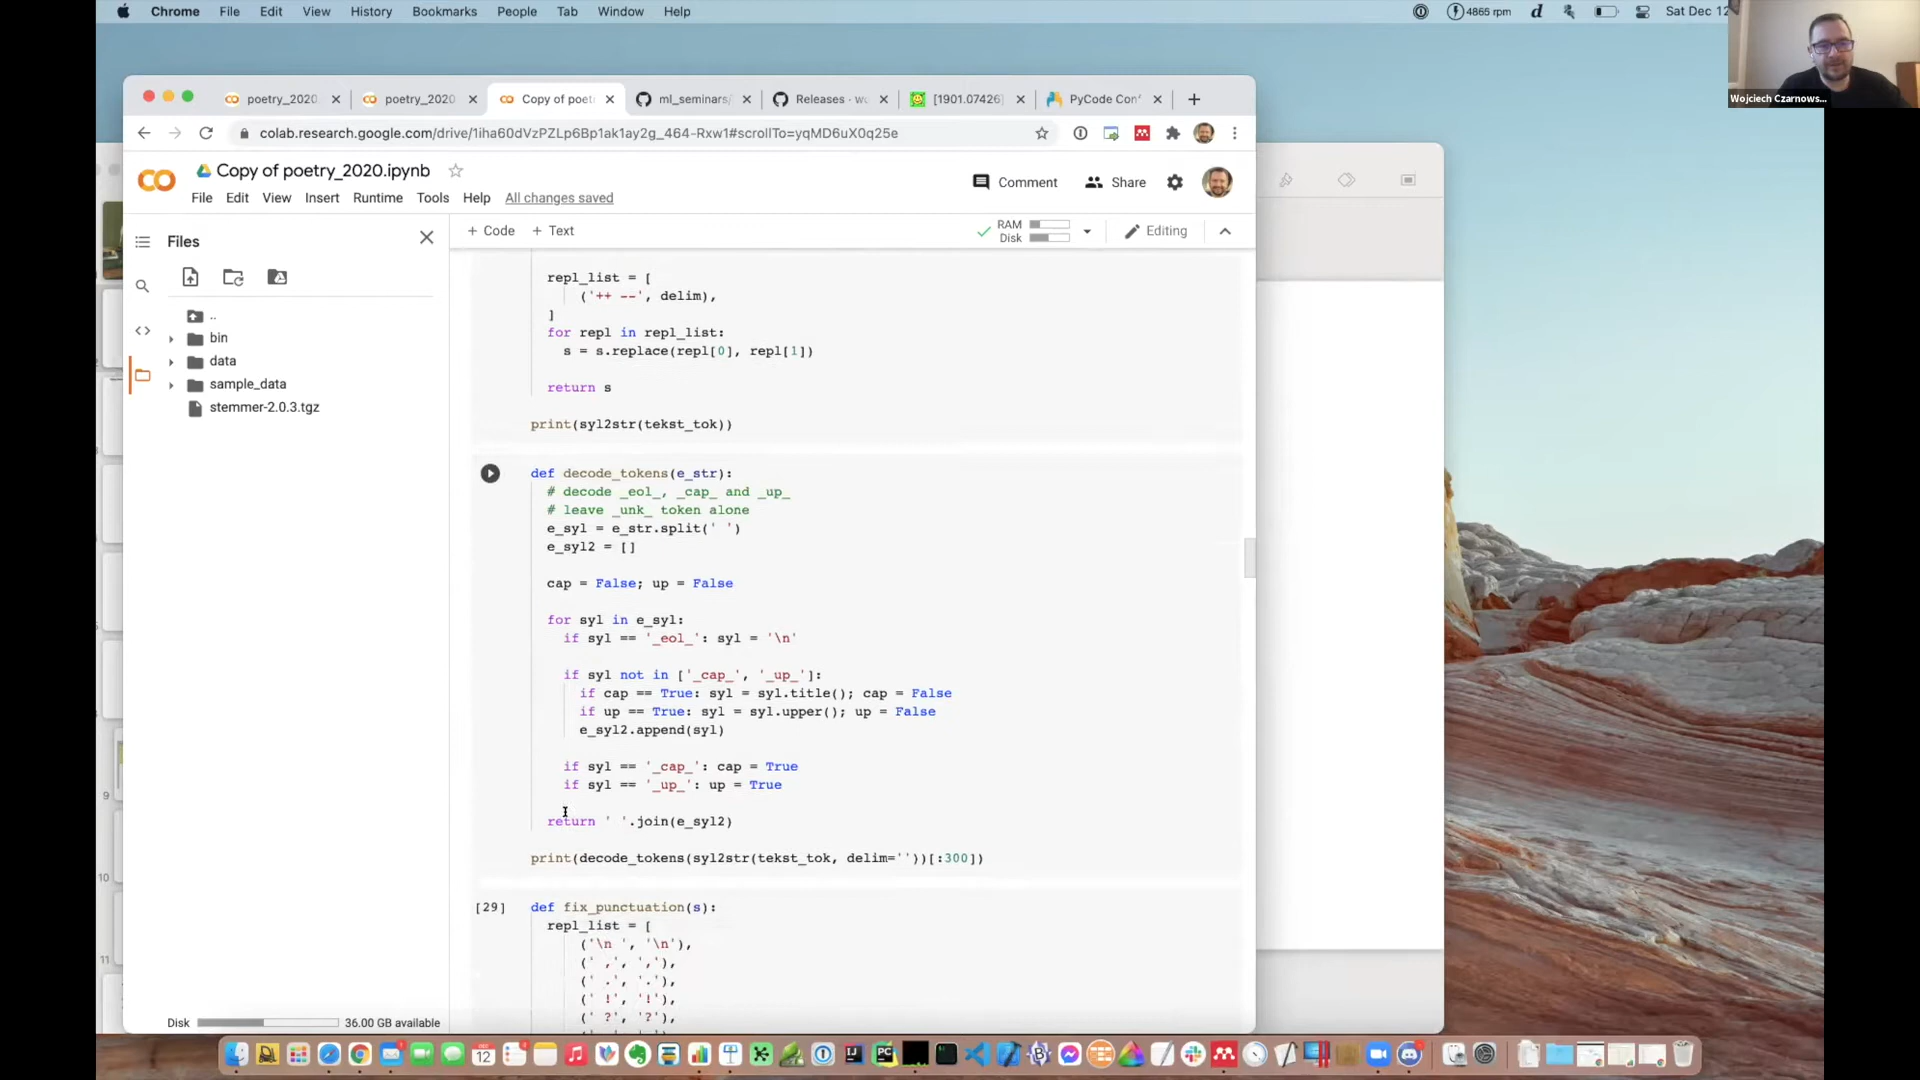 Chrome File Edit View History Bookmarks People Tab Window Help
4865 rpm
Sat Dec 12
Wojciech Czarnows...
poetry_2020
poetry_2020
Copy of poet
ml_seminars/
Releases · wo
[1901.07426]
PyCode Conf
colab.research.google.com/drive/1iha60dVzPZLp6Bp1ak1ay2g_464-Rxw1#scrollTo=yqMD6uX0q25e
Copy of poetry_2020.ipynb
Comment
Share
File Edit View Insert Runtime Tools Help All changes saved
+ Code + Text
RAM
Disk
Editing
Files
..
bin
data
sample_data
stemmer-2.0.3.tgz
Disk
36.00 GB available
repl_list = [
('++ --', delim),
]
for repl in repl_list:
s = s.replace(repl[0], repl[1])
return s
print(syl2str(tekst_tok))
def decode_tokens(e_str):
# decode _eol_, _cap_ and _up_
# leave _unk_ token alone
e_syl = e_str.split(' ')
e_syl2 = []
cap = False; up = False
for syl in e_syl:
if syl == '_eol_': syl = '\n'
if syl not in ['_cap_', '_up_']:
if cap == True: syl = syl.title(); cap = False
if up == True: syl = syl.upper(); up = False
e_syl2.append(syl)
if syl == '_cap_': cap = True
if syl == '_up_': up = True
return ' '.join(e_syl2)
print(decode_tokens(syl2str(tekst_tok, delim=''))[:300])
[29]
def fix_punctuation(s):
repl_list = [
('\n ', '\n'),
(' ,', ','),
(' .', '.'),
(' !', '!'),
(' ?', '?'),
9
10
11